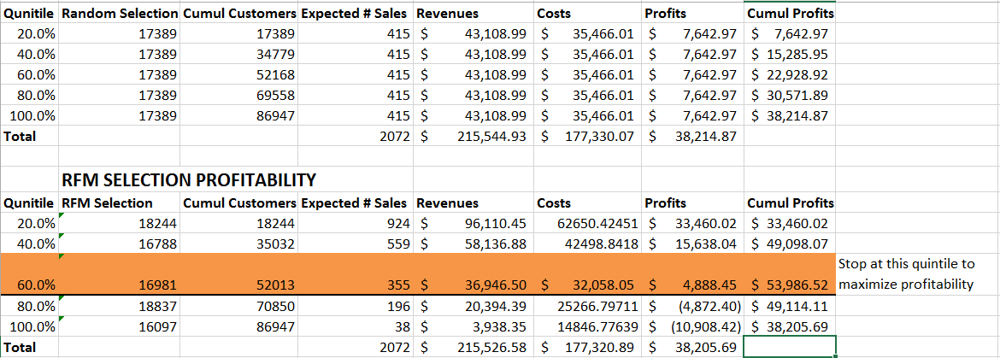 Qunitile Random Selection Cumul Customers Expected # Sales Revenues Costs Profits Cumul Profits
20.0% 17389 17389 415 $ 43,108.99 $ 35,466.01 $ 7,642.97 $ 7,642.97
40.0% 17389 34779 415 $ 43,108.99 $ 35,466.01 $ 7,642.97 $ 15,285.95
60.0% 17389 52168 415 $ 43,108.99 $ 35,466.01 $ 7,642.97 $ 22,928.92
80.0% 17389 69558 415 $ 43,108.99 $ 35,466.01 $ 7,642.97 $ 30,571.89
100.0% 17389 86947 415 $ 43,108.99 $ 35,466.01 $ 7,642.97 $ 38,214.87
Total 2072 $ 215,544.93 $ 177,330.07 $ 38,214.87
RFM SELECTION PROFITABILITY
Qunitile RFM Selection Cumul Customers Expected # Sales Revenues Costs Profits Cumul Profits
20.0% 18244 18244 924 $ 96,110.45 62650.42451 $ 33,460.02 $ 33,460.02
40.0% 16788 35032 559 $ 58,136.88 42498.8418 $ 15,638.04 $ 49,098.07
Stop at this quintile to
60.0% 16981 52013 355 $ 36,946.50 $ 32,058.05 $ 4,888.45 $ 53,986.52 maximize profitability
80.0% 18837 70850 196 $ 20,394.39 25266.79711 $ (4,872.40) $ 49,114.11
100.0% 16097 86947 38 $ 3,938.35 14846.77639 $ (10,908.42) $ 38,205.69
Total 2072 $ 215,526.58 $ 177,320.89 $ 38,205.69